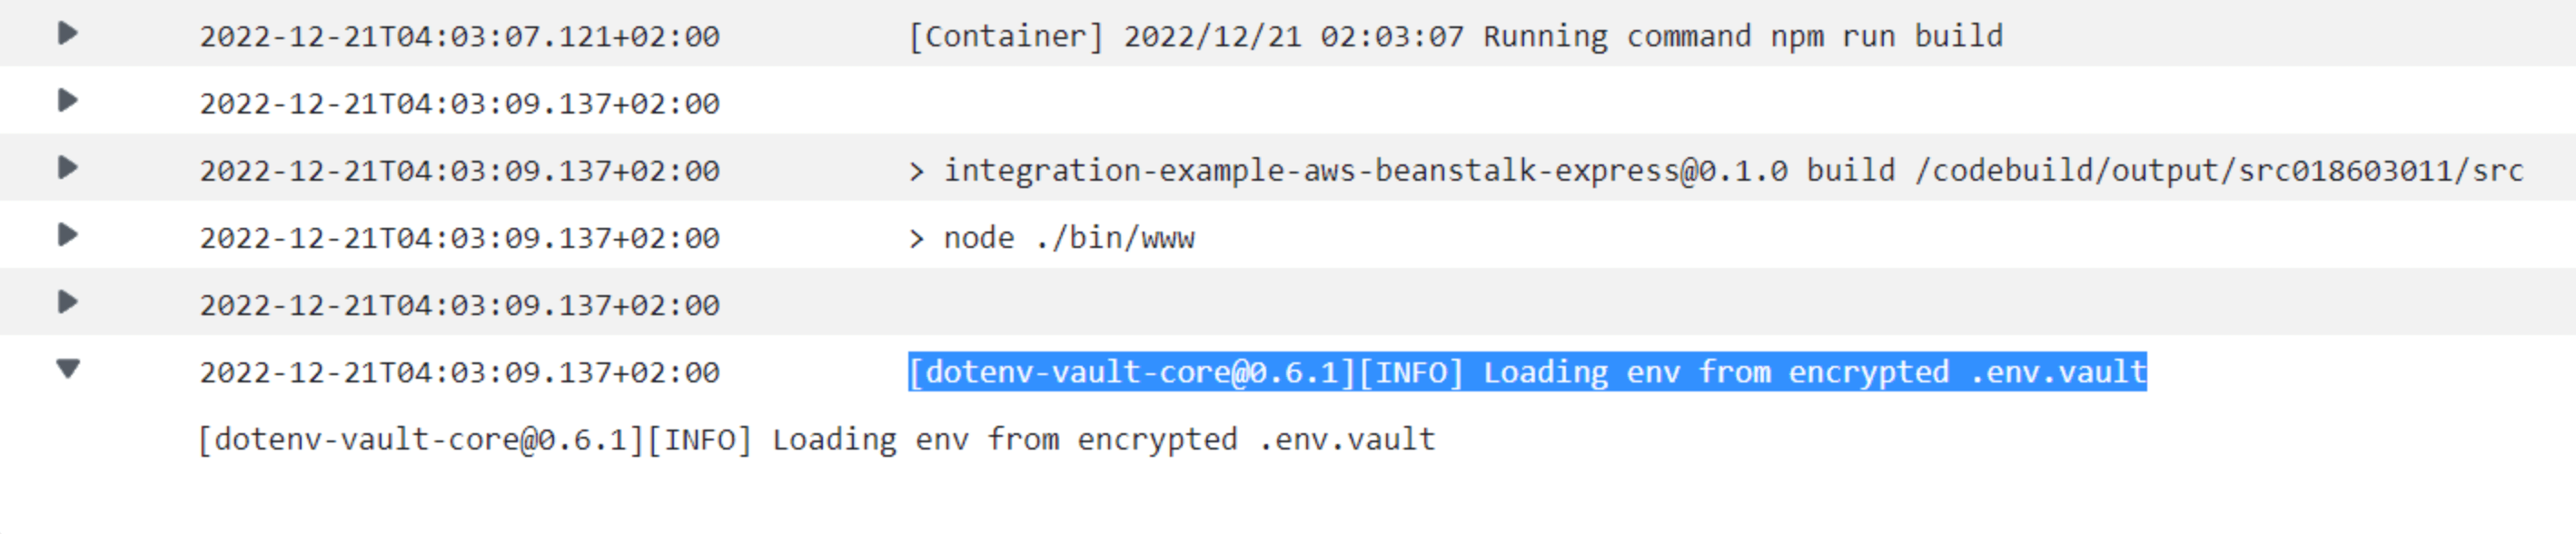 2022-12-21T04:03:07.121+02:00 [Container] 2022/12/21 02:03:07 Running command npm run build
2022-12-21T04:03:09.137+02:00
2022-12-21T04:03:09.137+02:00 > integration-example-aws-beanstalk-express@0.1.0 build /codebuild/output/src018603011/src
2022-12-21T04:03:09.137+02:00 > node ./bin/www
2022-12-21T04:03:09.137+02:00
2022-12-21T04:03:09.137+02:00 [dotenv-vault-core@0.6.1][INFO] Loading env from encrypted .env.vault
[dotenv-vault-core@0.6.1][INFO] Loading env from encrypted .env.vault